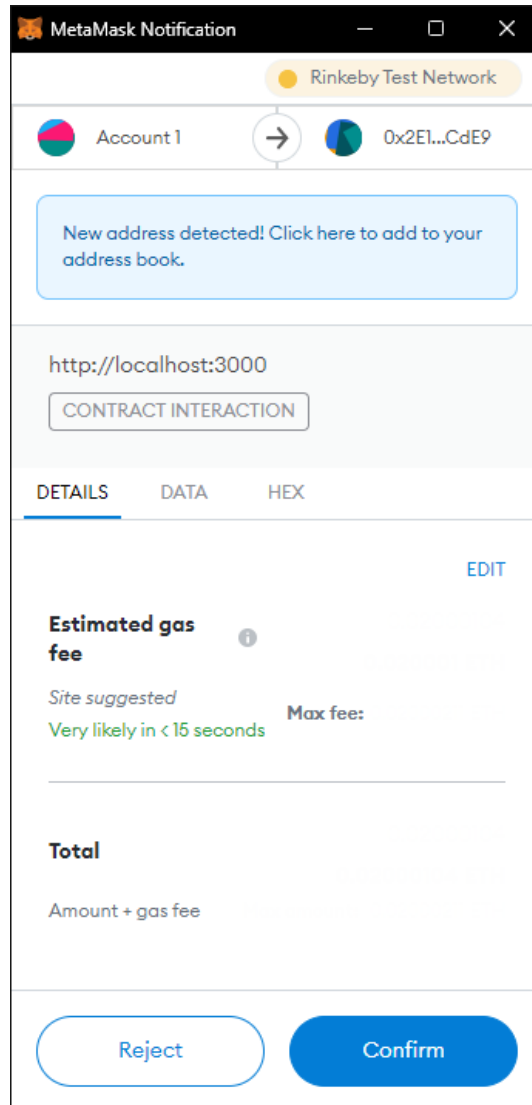 MetaMask Notification
Rinkeby Test Network
Account 1
0x2E1...CdE9
New address detected! Click here to add to your
address book.
http://localhost:3000
CONTRACT INTERACTION
DETAILS DATA HEX
EDIT
Estimated gas
fee
Site suggested
Very likely in < 15 seconds
Max fee:
Total
Amount + gas fee
Reject
Confirm